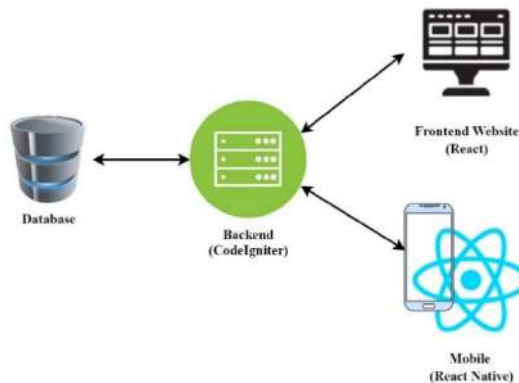 Database
Backend
(CodeIgniter)
Frontend Website
(React)
Mobile
(React Native)